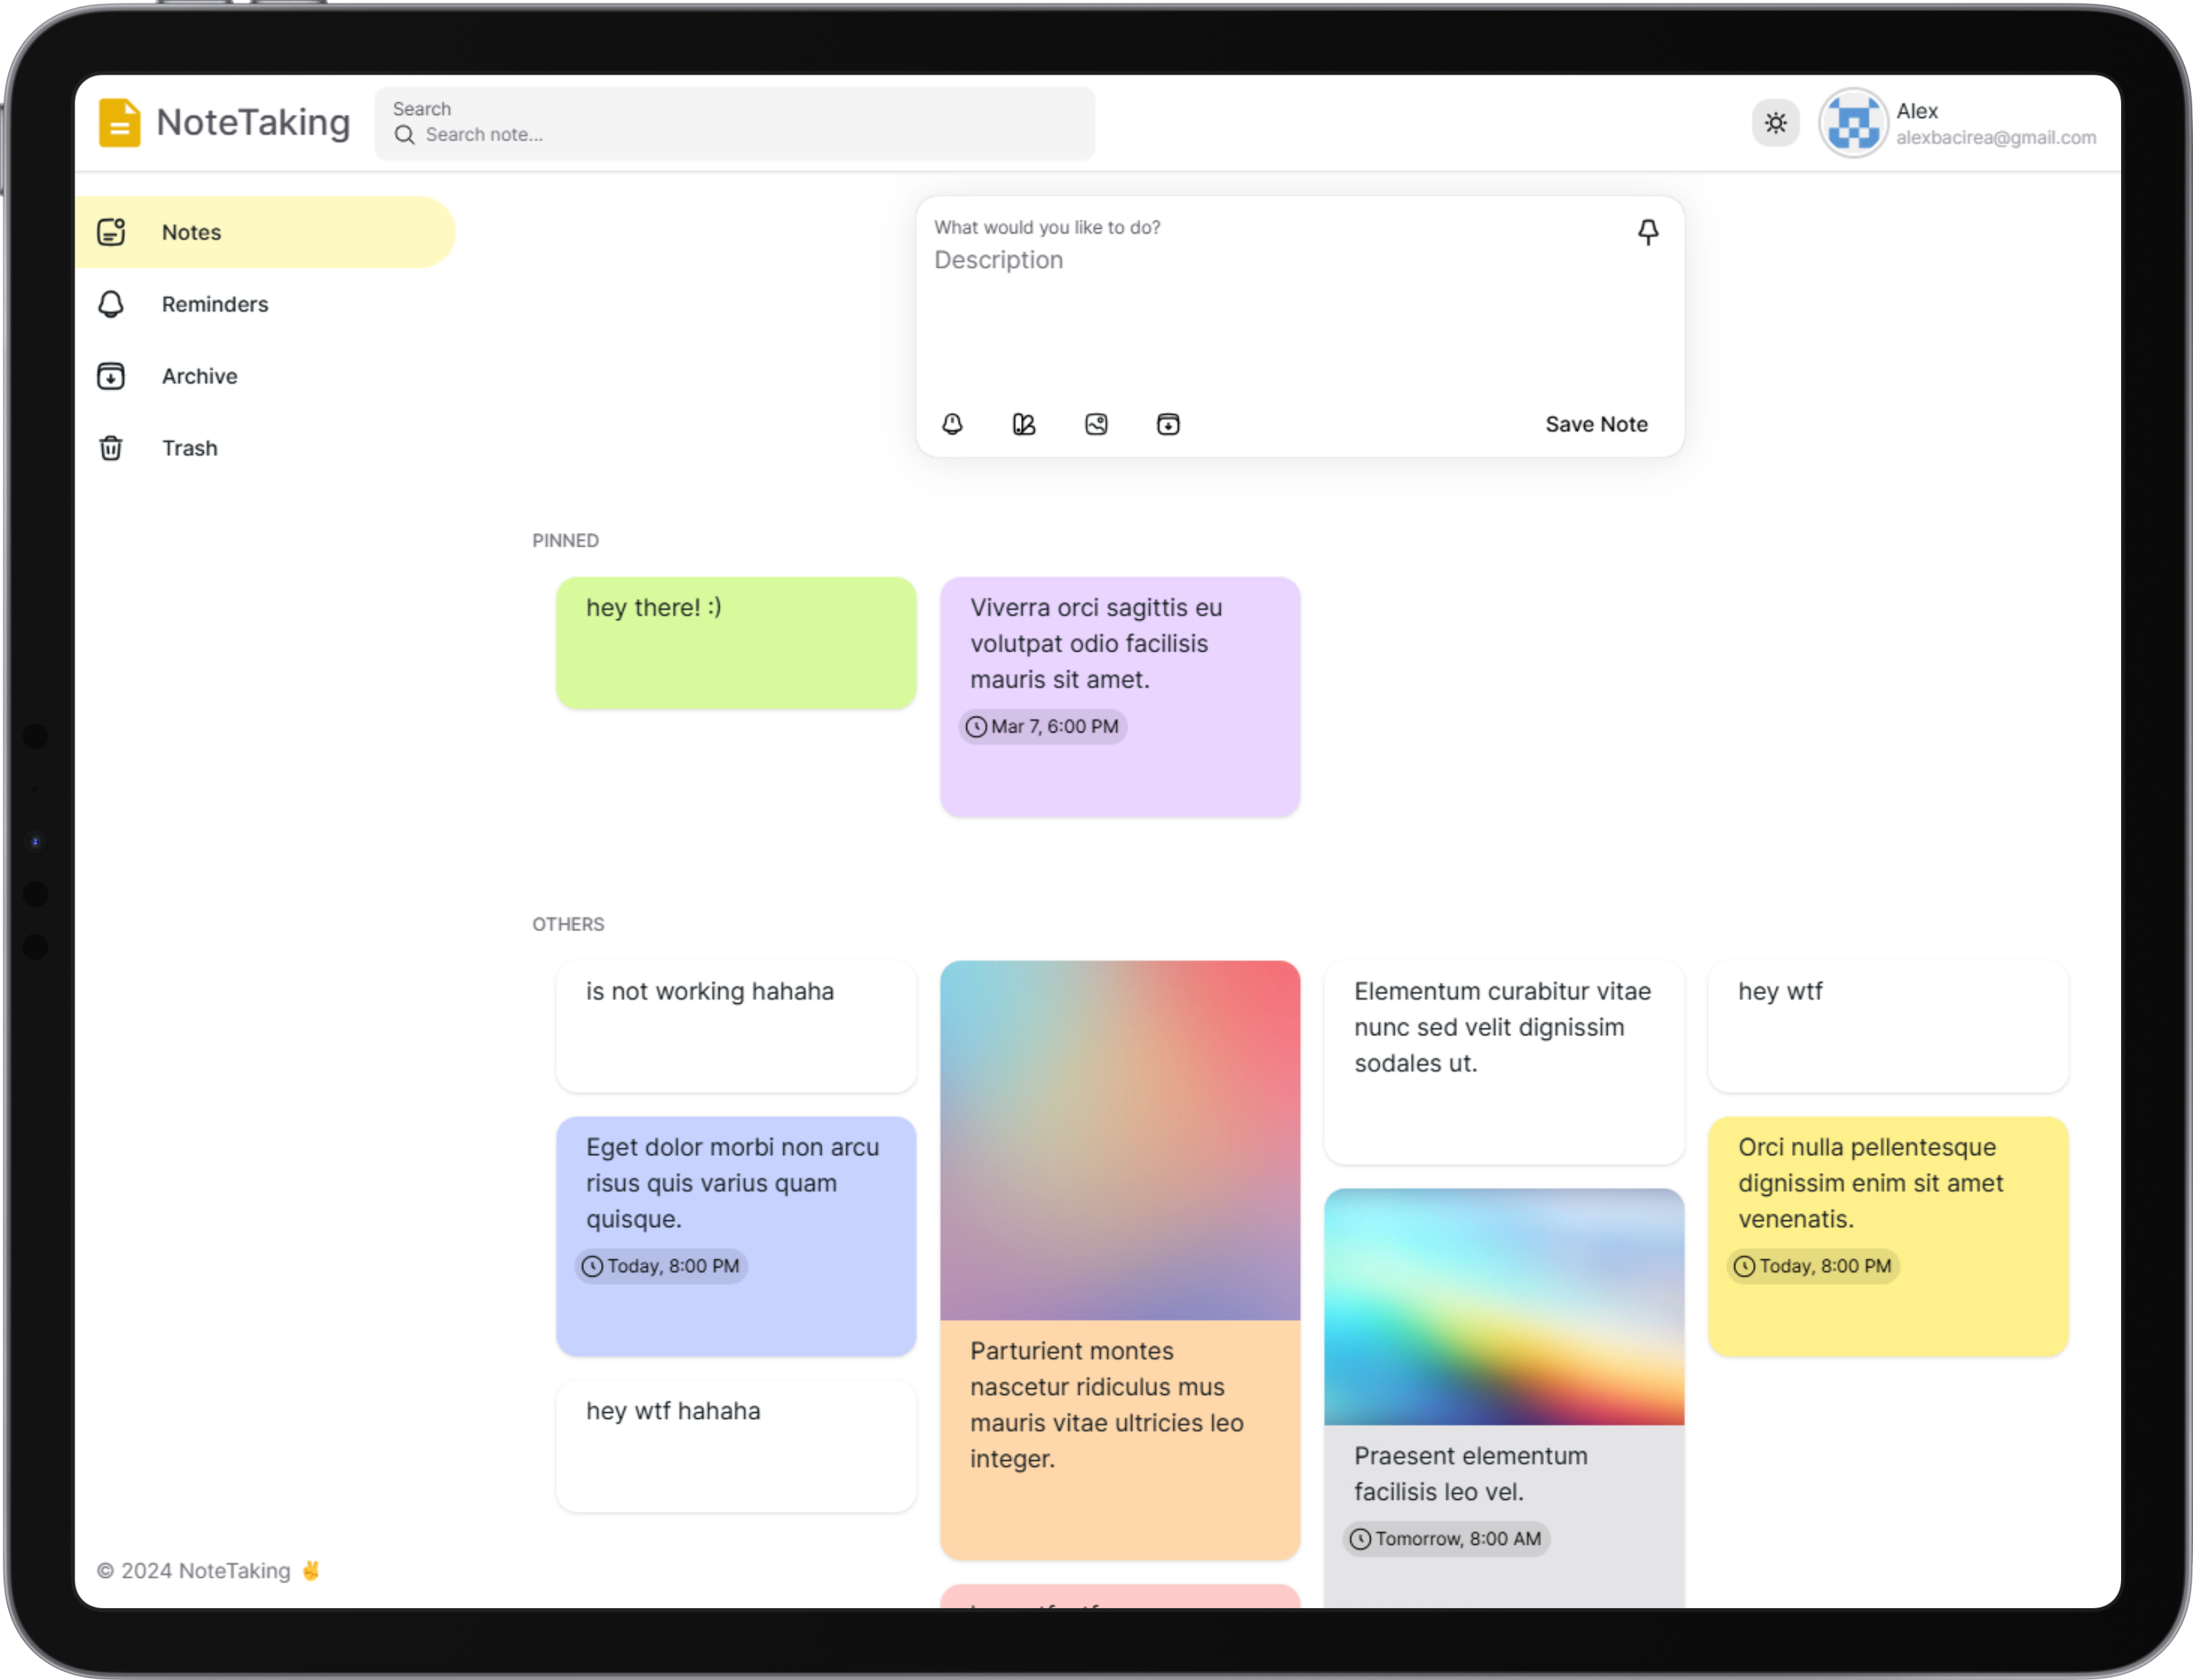 NoteTaking
Search
Search note...
Alex
alexbacirea@gmail.com
Notes
Reminders
Archive
Trash
What would you like to do?
Description
Save Note
PINNED
hey there! :)
Viverra orci sagittis eu
volutpat odio facilisis
mauris sit amet.
Mar 7, 6:00 PM
OTHERS
is not working hahaha
Eget dolor morbi non arcu
risus quis varius quam
quisque.
Today, 8:00 PM
hey wtf hahaha
Parturient montes
nascetur ridiculus mus
mauris vitae ultricies leo
integer.
Elementum curabitur vitae
nunc sed velit dignissim
sodales ut.
Praesent elementum
facilisis leo vel.
Tomorrow, 8:00 AM
hey wtf
Orci nulla pellentesque
dignissim enim sit amet
venenatis.
Today, 8:00 PM
© 2024 NoteTaking ✌️